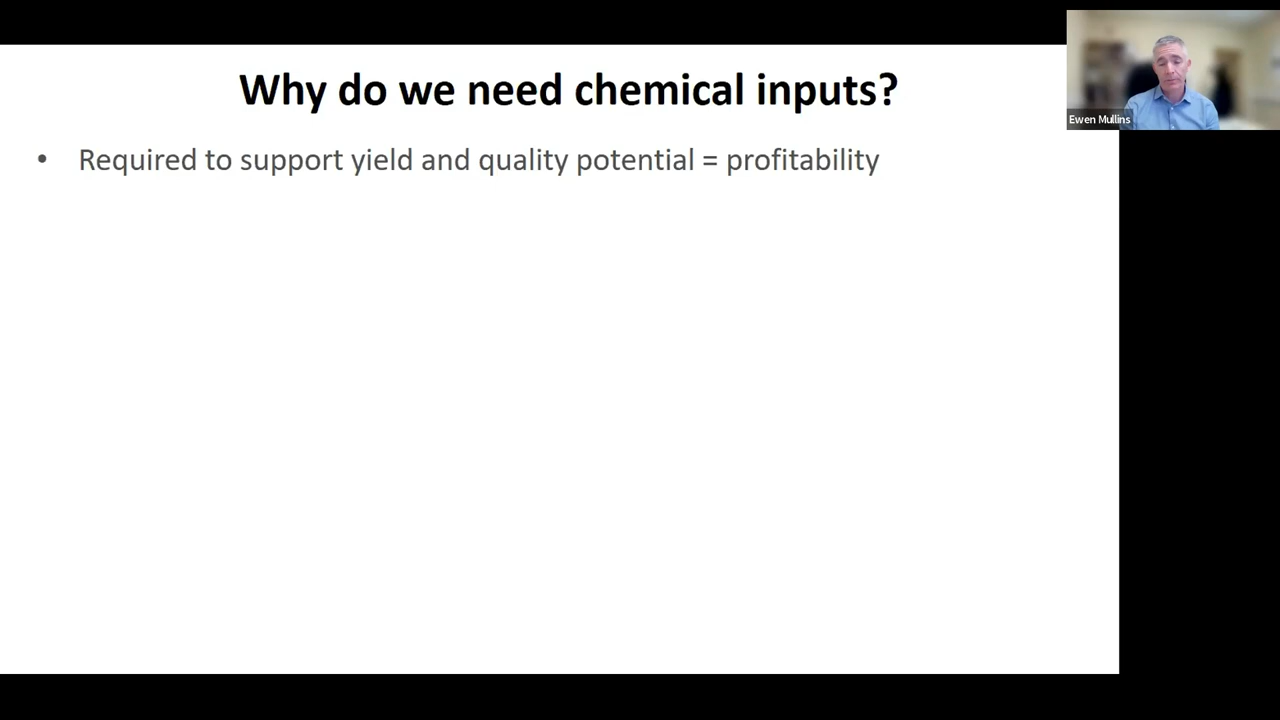 Why do we need chemical inputs?
• Required to support yield and quality potential = profitability
Ewen Mullins